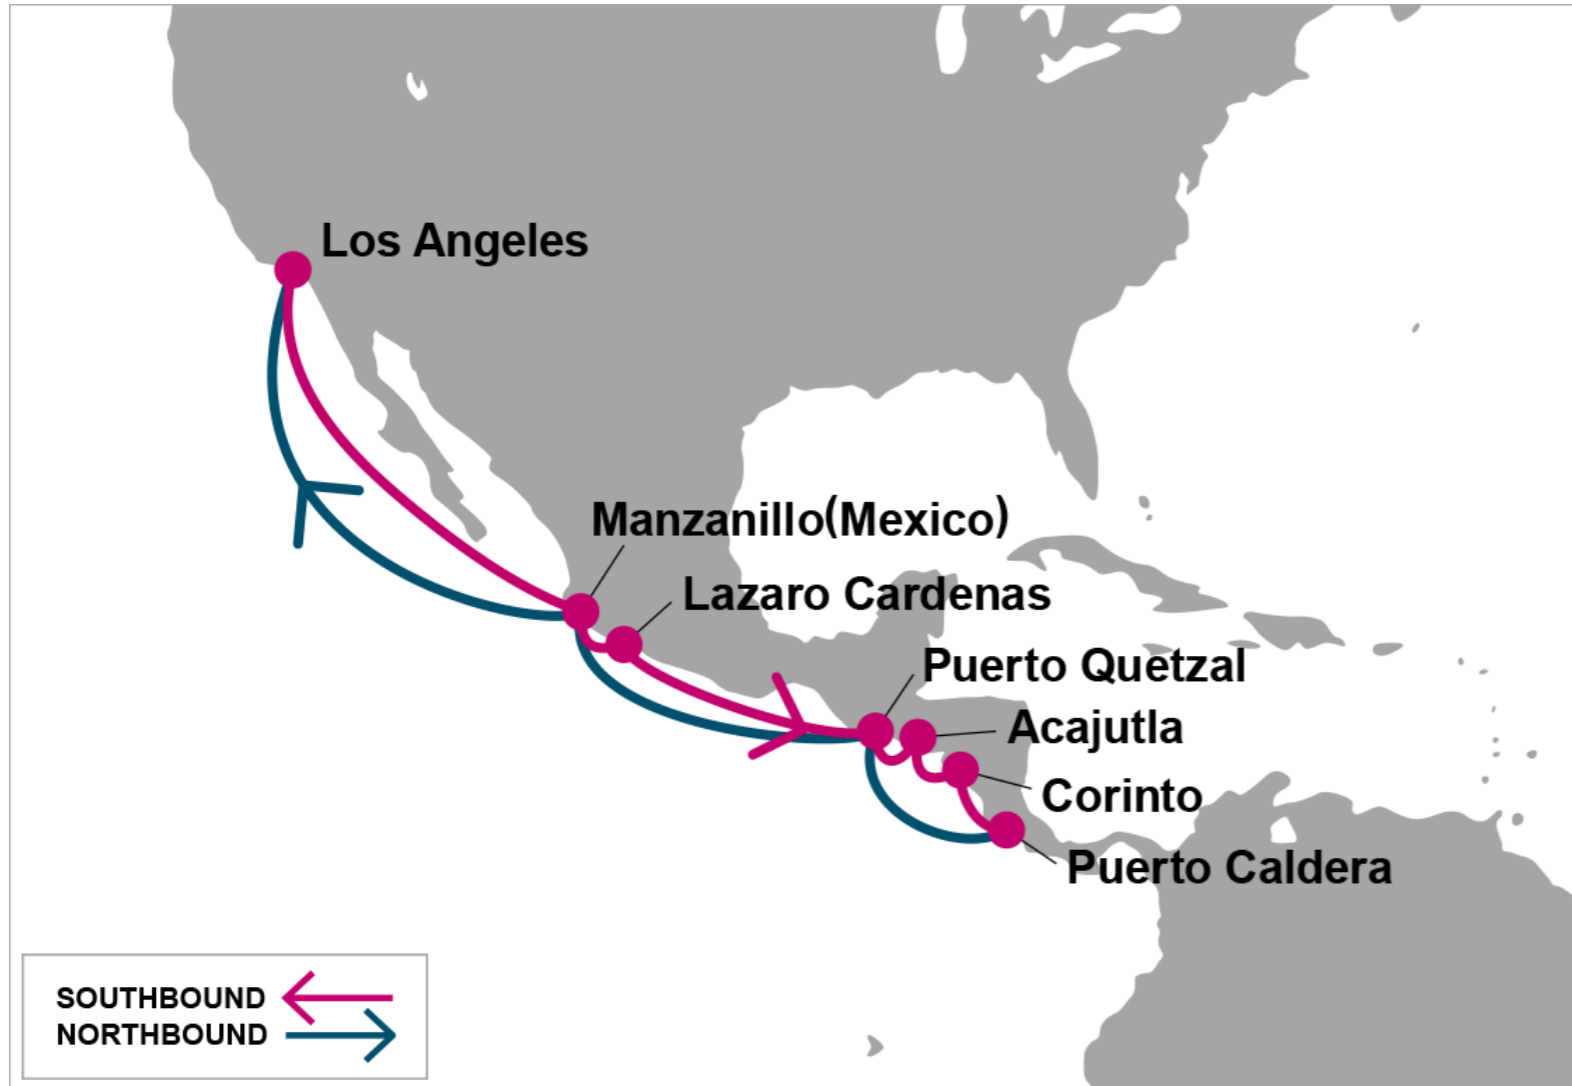 Los Angeles
Manzanillo(Mexico)
Lazaro Cardenas
Puerto Quetzal
Acajutla
Corinto
Puerto Caldera
SOUTHBOUND
NORTHBOUND